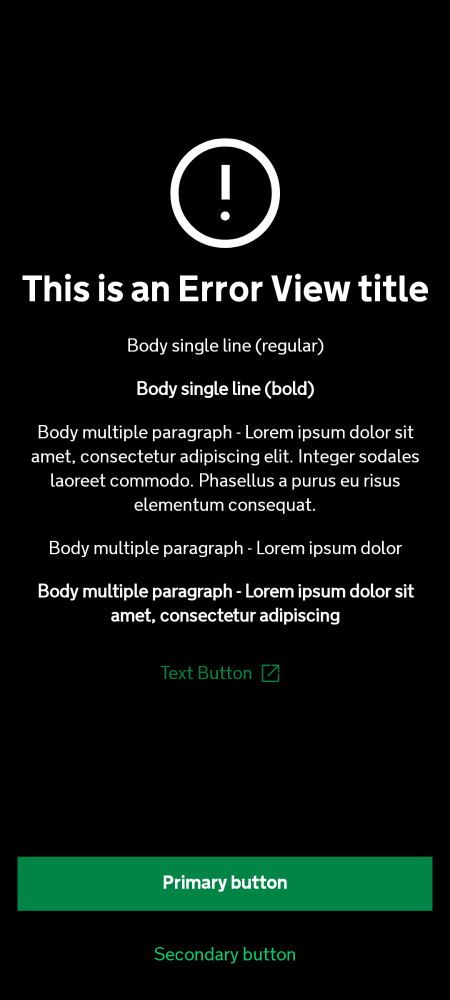 This is an Error View title
Body single line (regular)
Body single line (bold)
Body multiple paragraph - Lorem ipsum dolor sit
amet, consectetur adipiscing elit. Integer sodales
laoreet commodo. Phasellus a purus eu risus
elementum consequat.
Body multiple paragraph - Lorem ipsum dolor
Body multiple paragraph - Lorem ipsum dolor sit
amet, consectetur adipiscing
Text Button
Primary button
Secondary button